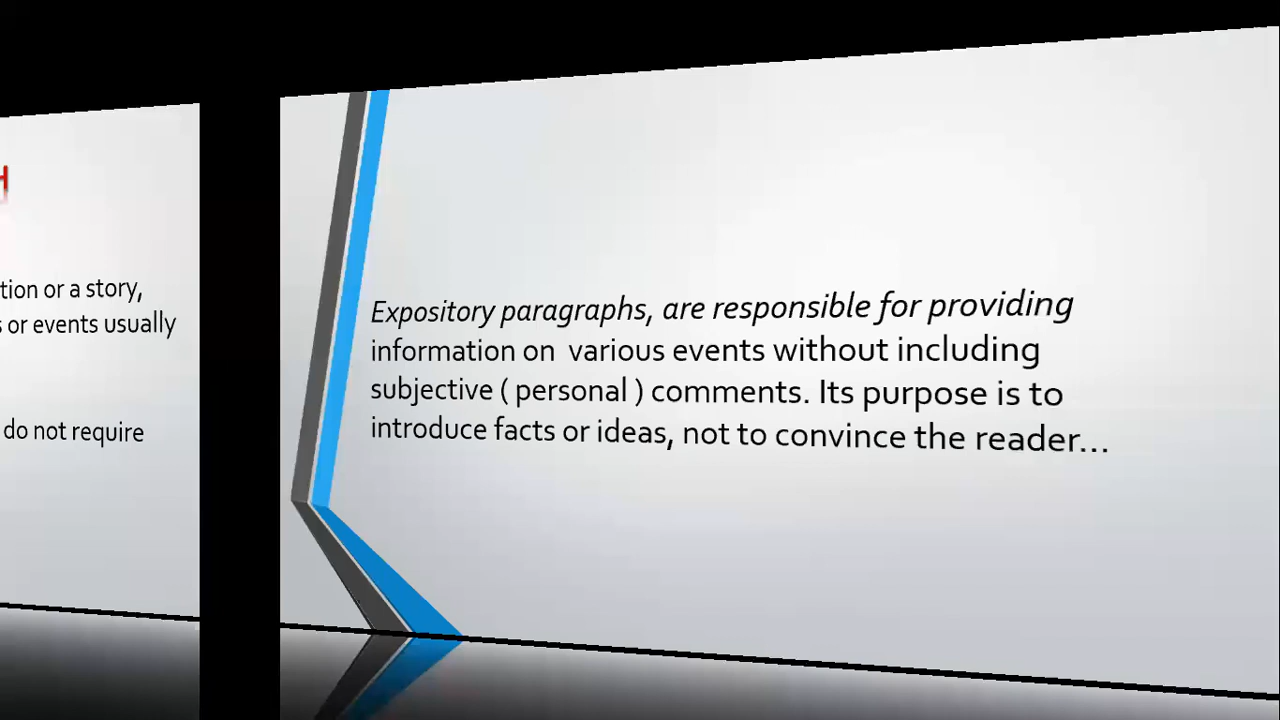 H
tion or a story,
or events usually
do not require
Expository paragraphs, are responsible for providing
information on various events without including
subjective ( personal ) comments. Its purpose is to
introduce facts or ideas, not to convince the reader...